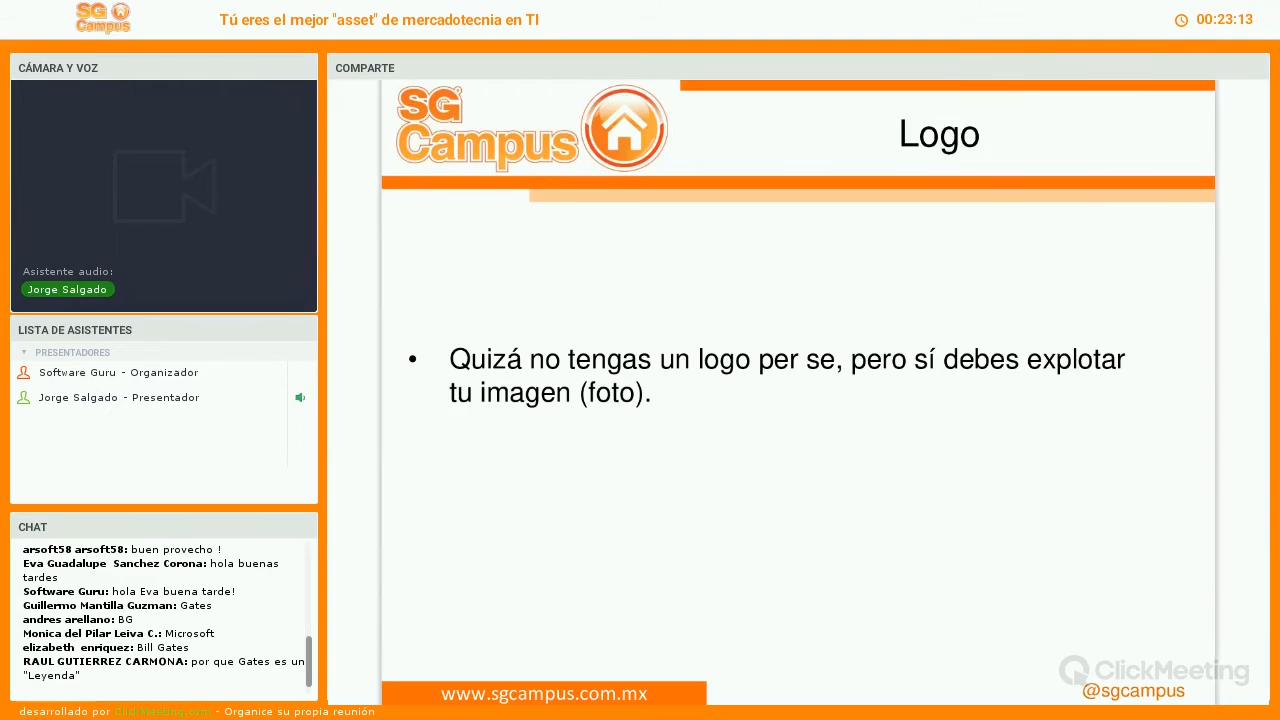 SG
Campus
Tú eres el mejor "asset" de mercadotecnia en TI
00:23:13
CÁMARA Y VOZ
Asistente audio:
Jorge Salgado
LISTA DE ASISTENTES
PRESENTADORES
Software Guru - Organizador
Jorge Salgado - Presentador
CHAT
arsoft58 arsoft58: buen provecho !
Eva Guadalupe Sanchez Corona: hola buenas
tardes
Software Guru: hola Eva buena tarde!
Guillermo Mantilla Guzman: Gates
andres arellano: BG
Monica del Pilar Leiva C.: Microsoft
elizabeth enriquez: Bill Gates
RAUL GUTIERREZ CARMONA: por que Gates es un
"Leyenda"
desarrollado por ClickMeeting.com - Organice su propia reunión
COMPARTE
SG
Campus
Logo
• Quizá no tengas un logo per se, pero sí debes explotar
tu imagen (foto).
www.sgcampus.com.mx
ClickMeeting
@sgcampus